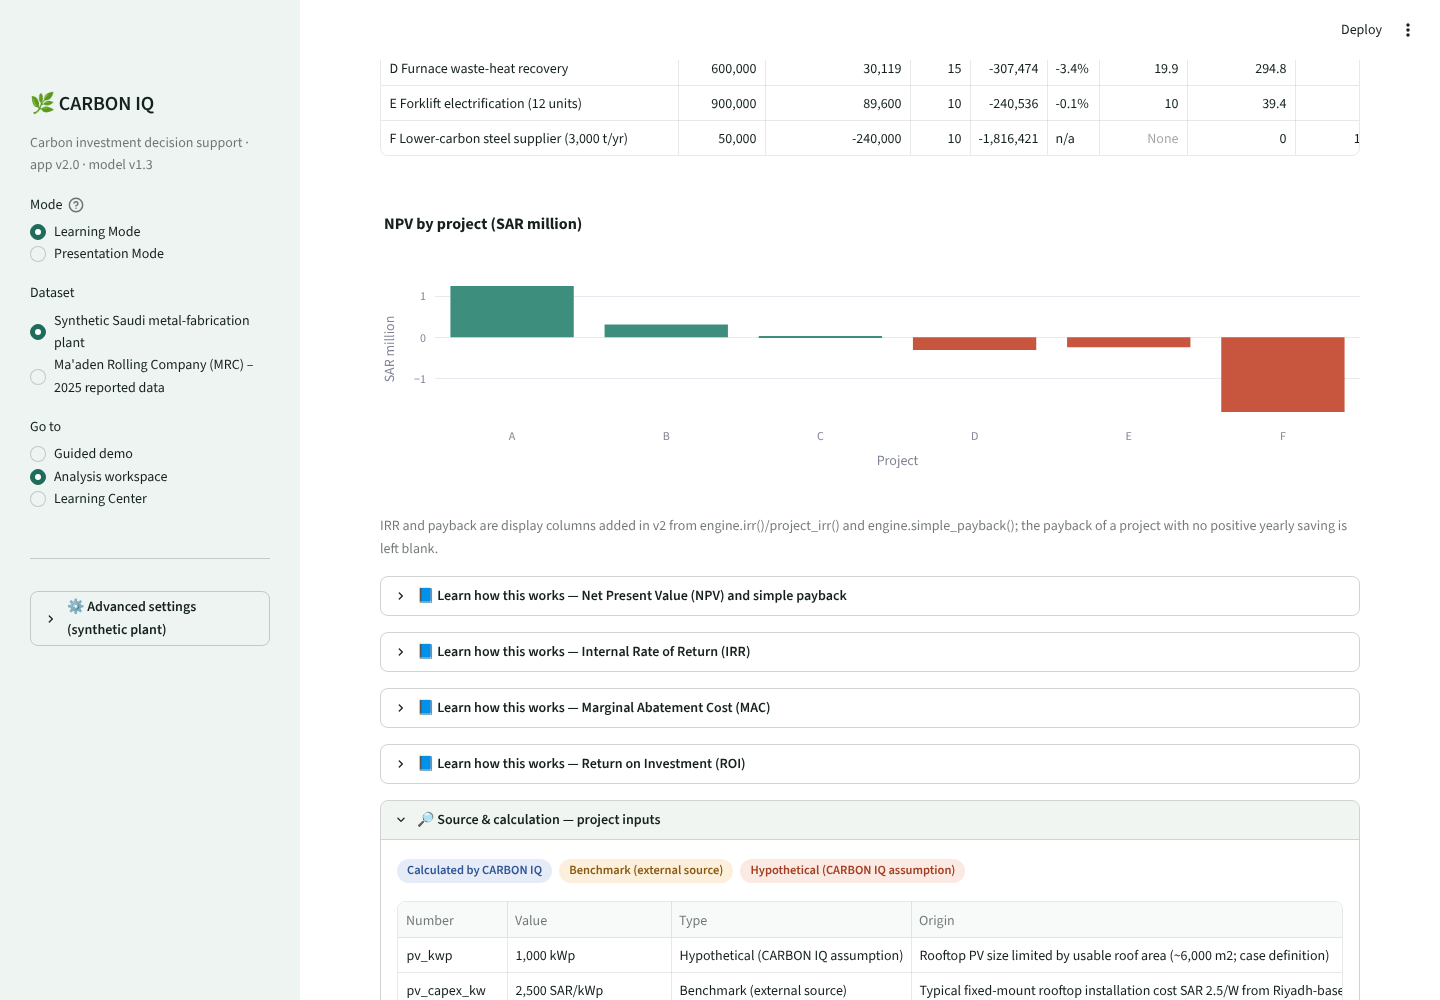 Deploy
🌿 CARBON IQ
Carbon investment decision support ·
app v2.0 · model v1.3
Mode
Learning Mode
Presentation Mode
Dataset
Synthetic Saudi metal-fabrication
plant
Ma'aden Rolling Company (MRC) –
2025 reported data
Go to
Guided demo
Analysis workspace
Learning Center
⚙️ Advanced settings
(synthetic plant)
D Furnace waste-heat recovery 600,000 30,119 15 -307,474 -3.4% 19.9 294.8
E Forklift electrification (12 units) 900,000 89,600 10 -240,536 -0.1% 10 39.4
F Lower-carbon steel supplier (3,000 t/yr) 50,000 -240,000 10 -1,816,421 n/a None 0 1
NPV by project (SAR million)
SAR million
1
0
−1
A B C D E F
Project
IRR and payback are display columns added in v2 from engine.irr()/project_irr() and engine.simple_payback(); the payback of a project with no positive yearly saving is
left blank.
📘 Learn how this works — Net Present Value (NPV) and simple payback
📘 Learn how this works — Internal Rate of Return (IRR)
📘 Learn how this works — Marginal Abatement Cost (MAC)
📘 Learn how this works — Return on Investment (ROI)
🔎 Source & calculation — project inputs
Calculated by CARBON IQ Benchmark (external source) Hypothetical (CARBON IQ assumption)
Number Value Type Origin
pv_kwp 1,000 kWp Hypothetical (CARBON IQ assumption) Rooftop PV size limited by usable roof area (~6,000 m2; case definition)
pv_capex_kw 2,500 SAR/kWp Benchmark (external source) Typical fixed-mount rooftop installation cost SAR 2.5/W from Riyadh-base